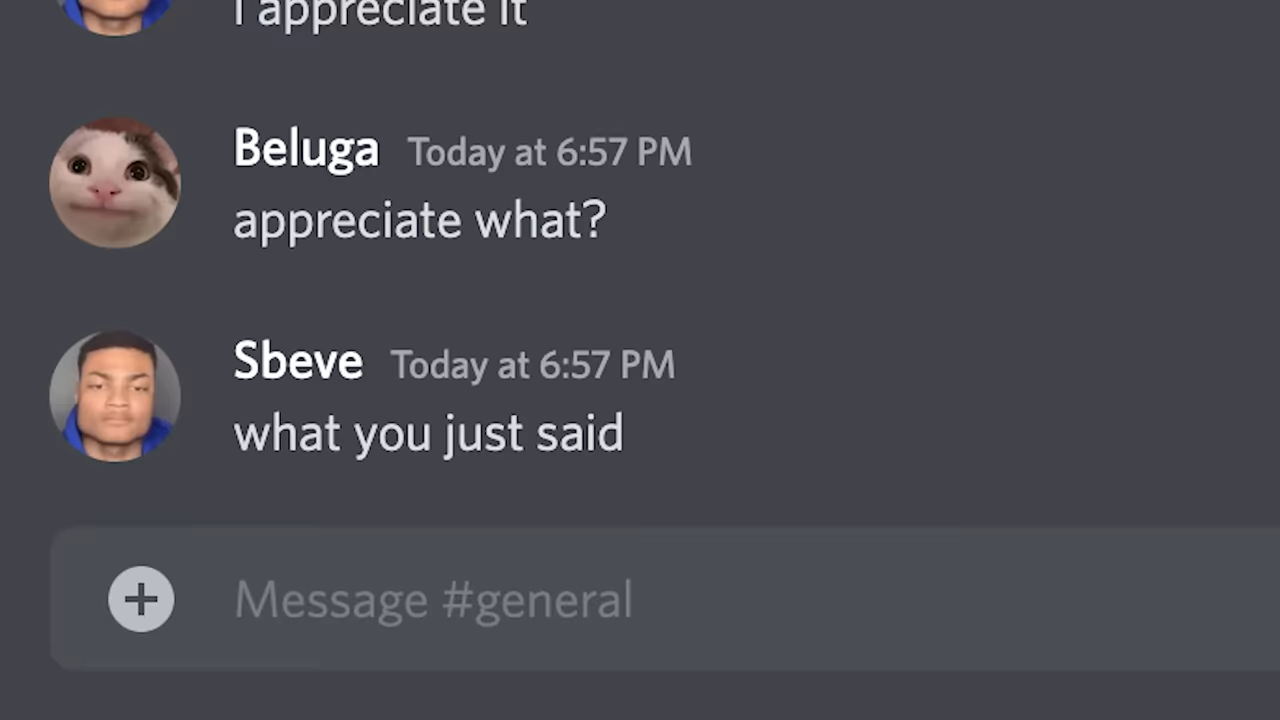 I appreciate it
Beluga Today at 6:57 PM
appreciate what?
Sbeve Today at 6:57 PM
what you just said
Message #general